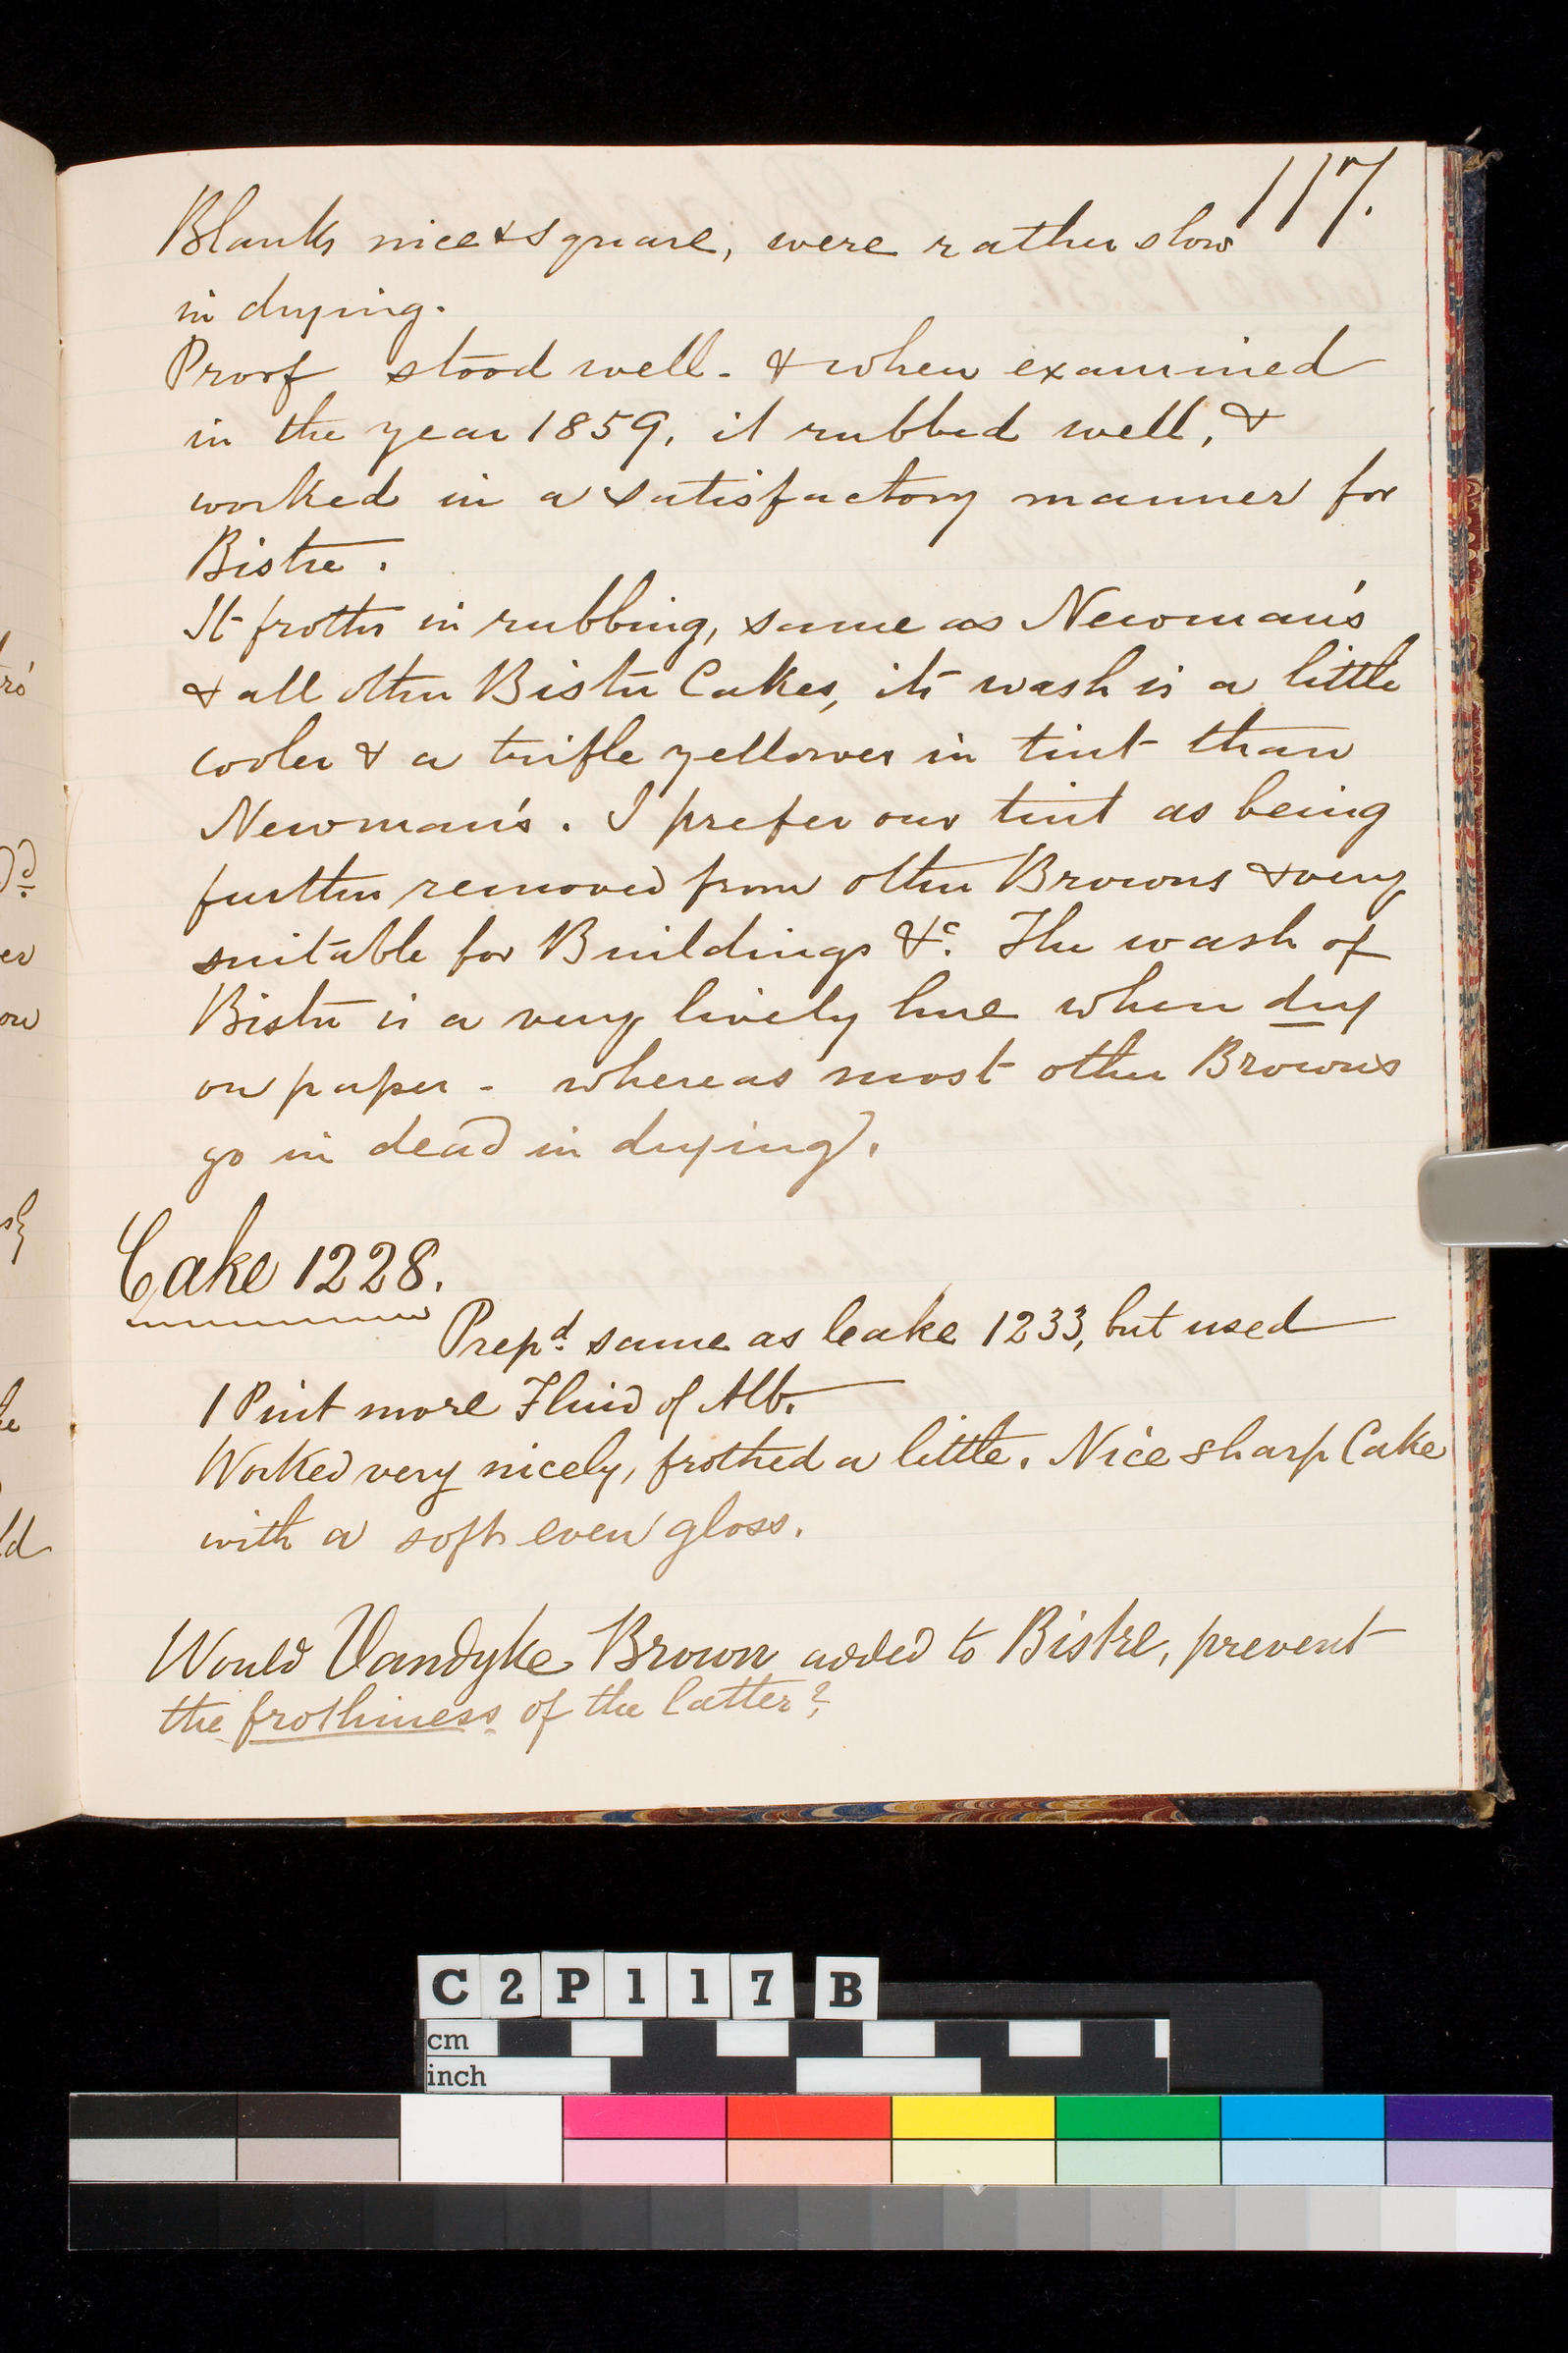 117.
Blanks nice & square, were rather slow
in drying.
Proof stood well - & when examined
in the year 1859, it rubbed well, &
worked in a satisfactory manner for
Bistre.
It froths in rubbing, same as Newman's
& all other Bistre Cakes, its wash is a little
cooler & a trifle yellower in tint than
Newman's. I prefer our tint as being
further removed from other Browns & very
suitable for Buildings &c. The wash of
Bistre is a very lively hue when dry
on paper - whereas most other Browns
go in dead in drying.
Cake 1228.
Prepd. same as Cake 1233, but used
1 Pint more Fluid of Alb.
Worked very nicely, frothed a little. Nice sharp Cake
with a soft even gloss.
Would Vandyke Brown added to Bistre, prevent
the frothiness of the latter?
C2P117 B
cm
inch